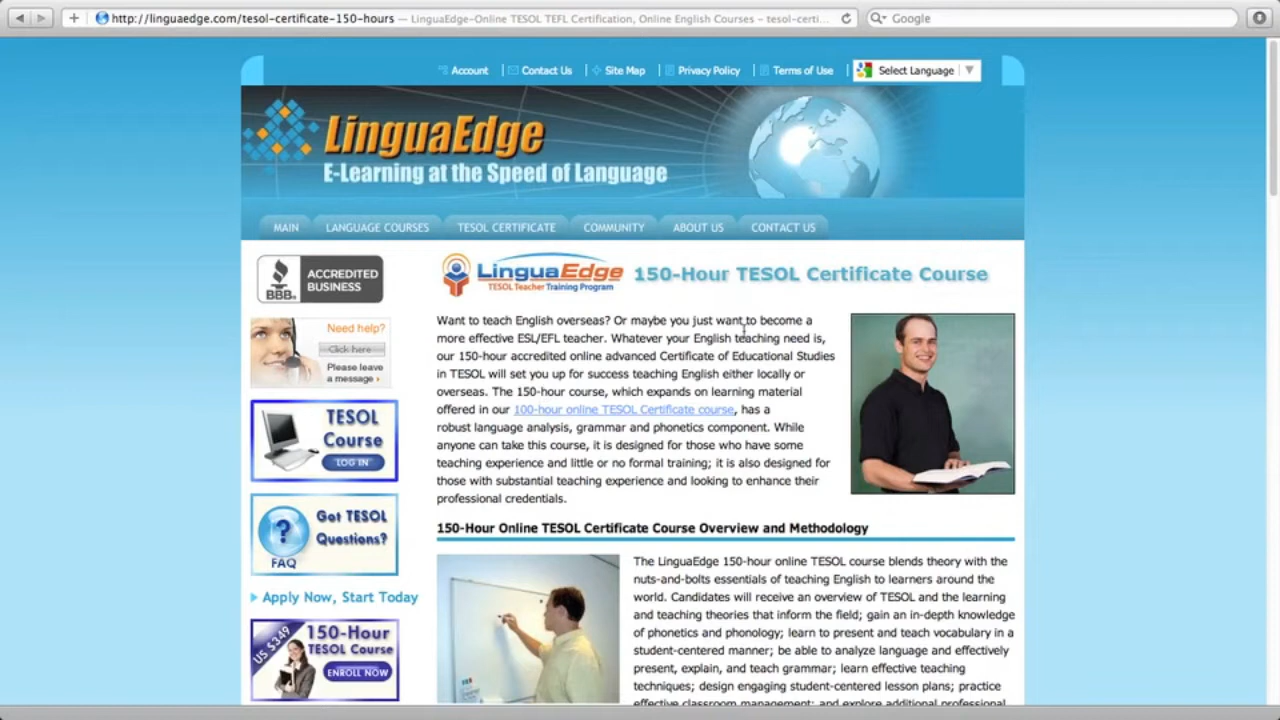 http://linguaedge.com/tesol-certificate-150-hours — LinguaEdge–Online TESOL TEFL Certification, Online English Courses – tesol-certi...
Google
Account
Contact Us
Site Map
Privacy Policy
Terms of Use
Select Language
LinguaEdge
E-Learning at the Speed of Language
MAIN
LANGUAGE COURSES
TESOL CERTIFICATE
COMMUNITY
ABOUT US
CONTACT US
BBB.
ACCREDITED
BUSINESS
Need help?
Click here
Please leave
a message ›
TESOL
Course
LOG IN
Got TESOL
Questions?
FAQ
Apply Now, Start Today
US $349
150-Hour
TESOL Course
ENROLL NOW
LinguaEdge
TESOL Teacher Training Program
150-Hour TESOL Certificate Course
Want to teach English overseas? Or maybe you just want to become a
more effective ESL/EFL teacher. Whatever your English teaching need is,
our 150-hour accredited online advanced Certificate of Educational Studies
in TESOL will set you up for success teaching English either locally or
overseas. The 150-hour course, which expands on learning material
offered in our 100-hour online TESOL Certificate course, has a
robust language analysis, grammar and phonetics component. While
anyone can take this course, it is designed for those who have some
teaching experience and little or no formal training; it is also designed for
those with substantial teaching experience and looking to enhance their
professional credentials.
150-Hour Online TESOL Certificate Course Overview and Methodology
The LinguaEdge 150-hour online TESOL course blends theory with the
nuts-and-bolts essentials of teaching English to learners around the
world. Candidates will receive an overview of TESOL and the learning
and teaching theories that inform the field; gain an in-depth knowledge
of phonetics and phonology; learn to present and teach vocabulary in a
student-centered manner; be able to analyze language and effectively
present, explain, and teach grammar; learn effective teaching
techniques; design engaging student-centered lesson plans; practice
effective classroom management; and explore additional professional